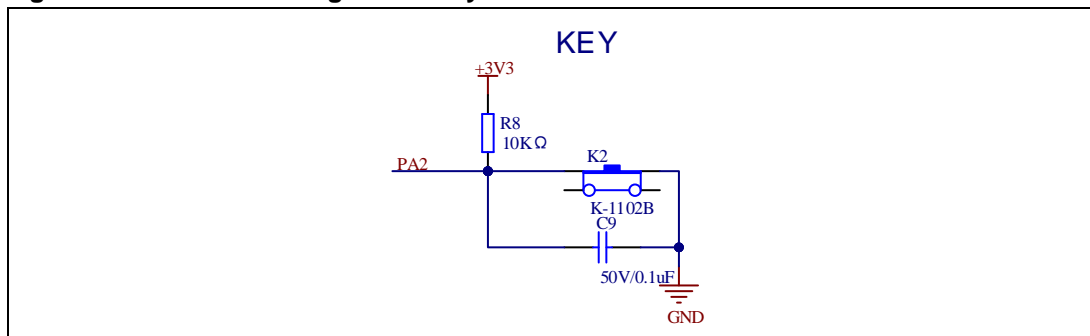 KEY
+3V3
R8
10KΩ
PA2
K2
K-1102B
C9
50V/0.1uF
GND